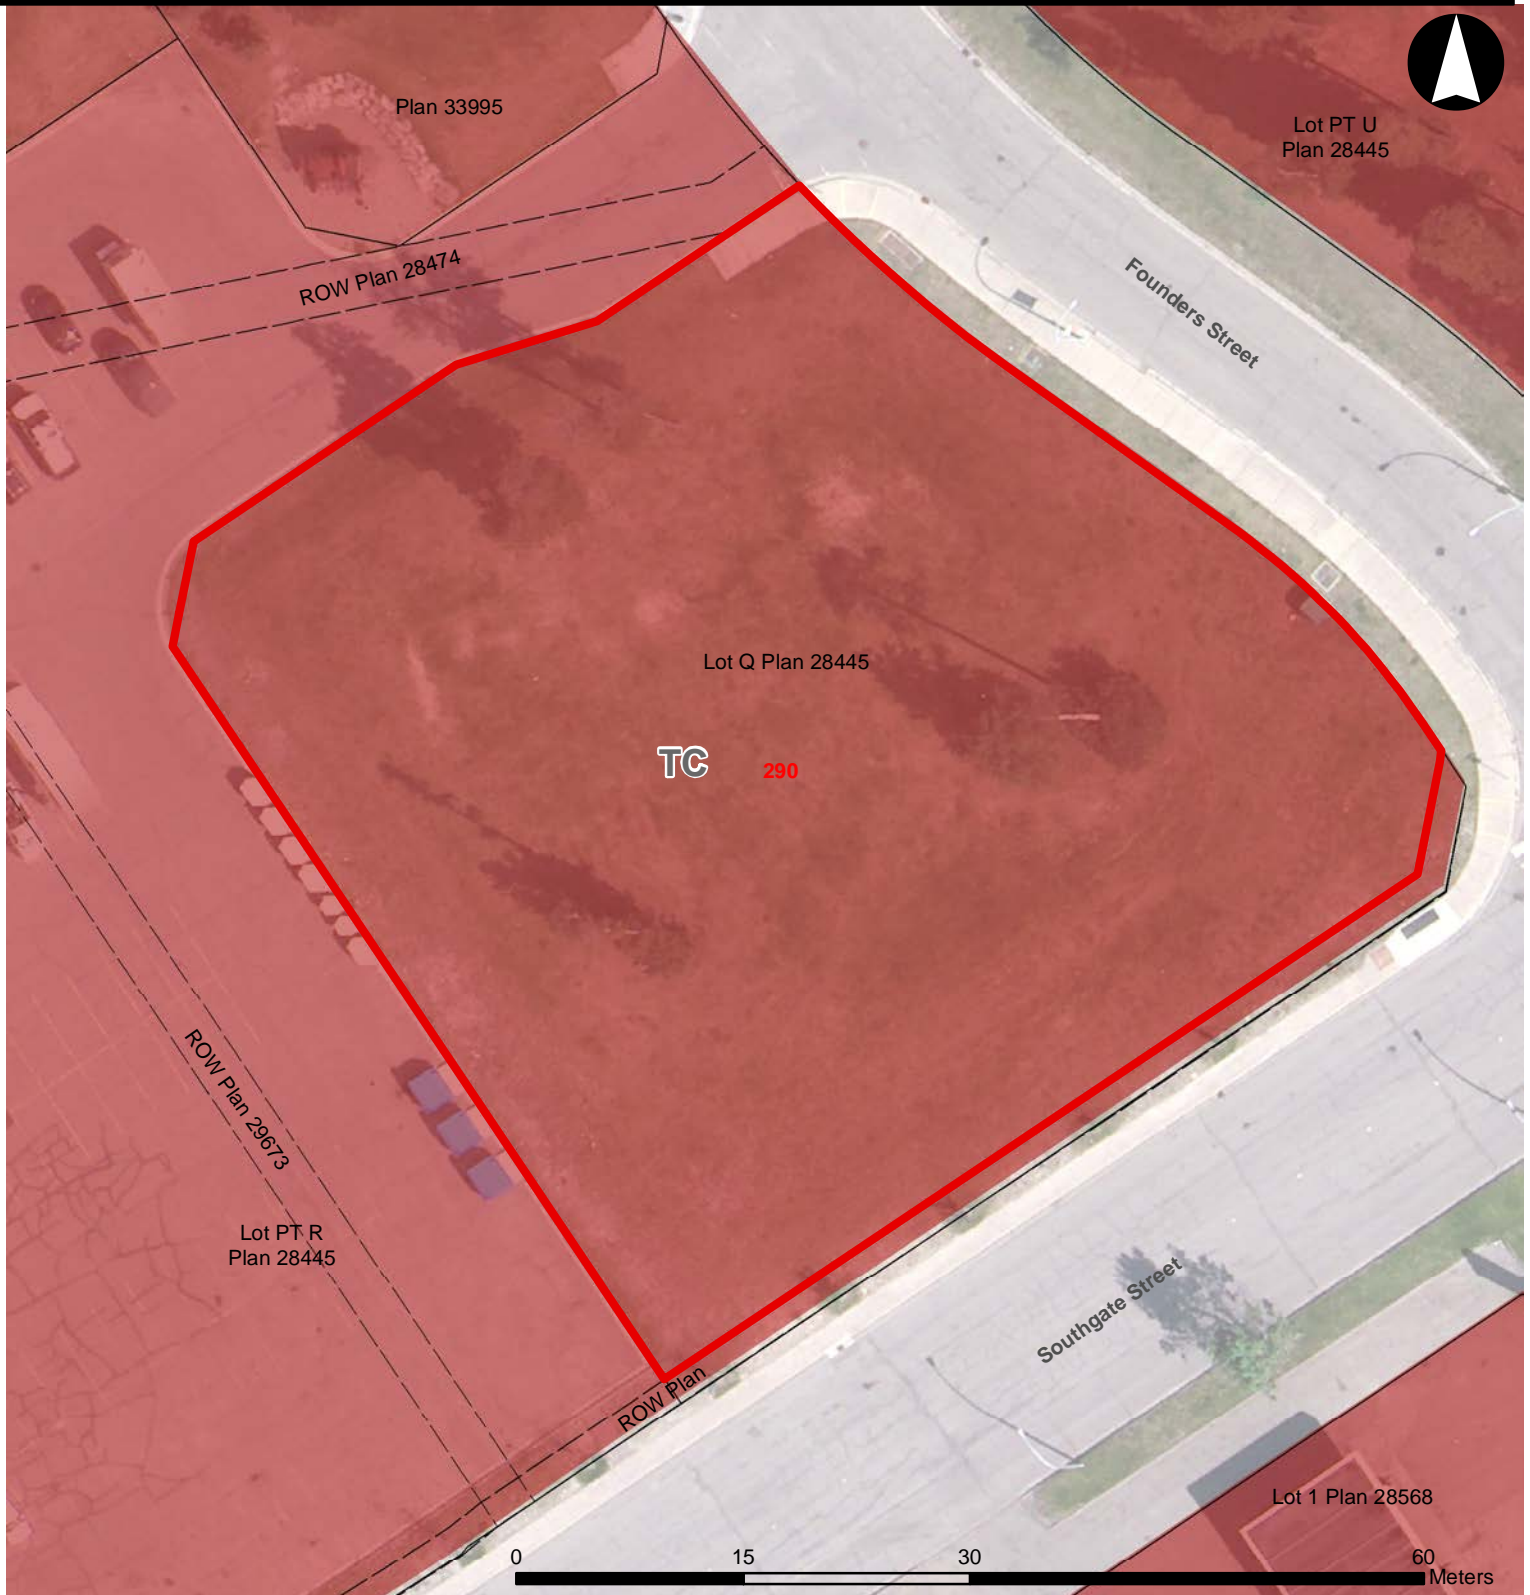 Plan 33995
Lot PT U
Plan 28445
ROW Plan 28474
Founders Street
Lot Q Plan 28445
TC
290
ROW Plan 29673
Lot PT R
Plan 28445
Southgate Street
ROW Plan
Lot 1 Plan 28568
0 15 30 60
Meters